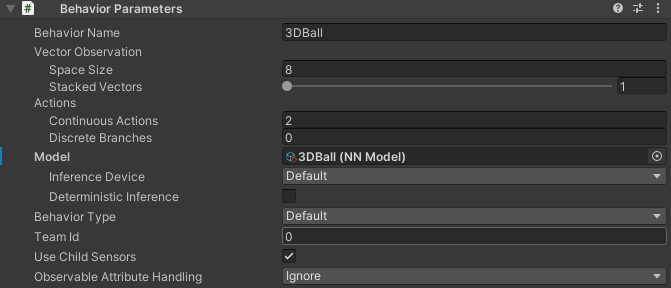 Behavior Parameters
Behavior Name 3DBall
Vector Observation
Space Size 8
Stacked Vectors 1
Actions
Continuous Actions 2
Discrete Branches 0
Model 3DBall (NN Model)
Inference Device Default
Deterministic Inference
Behavior Type Default
Team Id 0
Use Child Sensors
Observable Attribute Handling Ignore